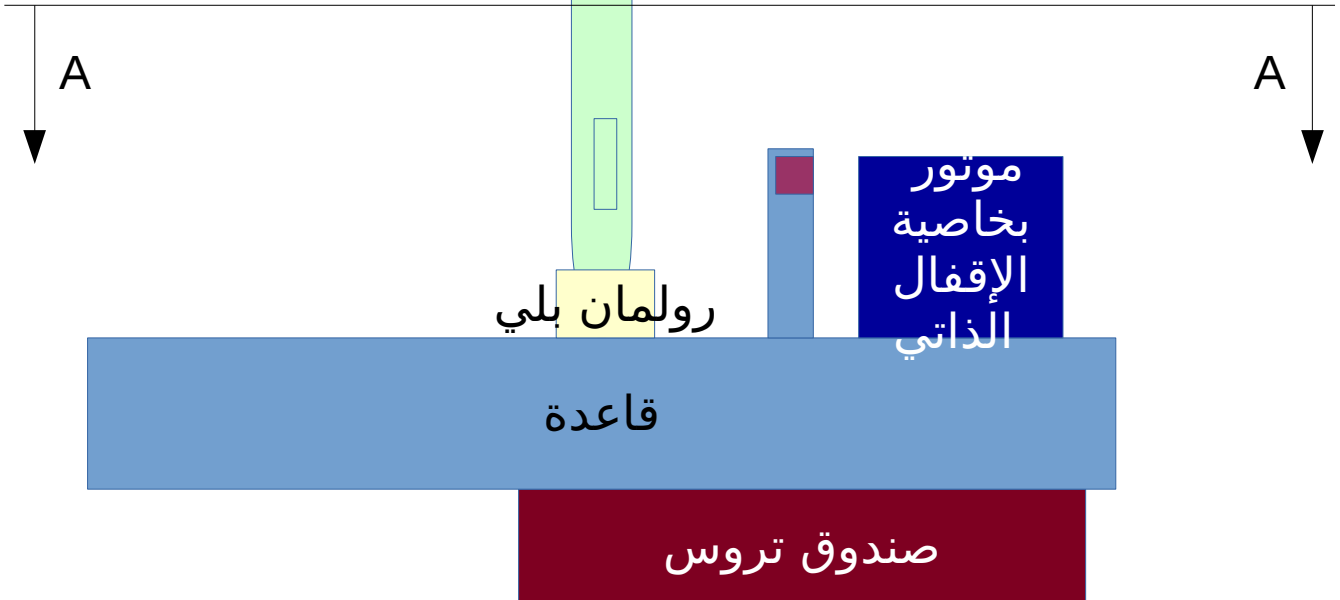 A
A
موتور
بخاصية
الإقفال
الذاتي
رولمان بلي
قاعدة
صندوق تروس